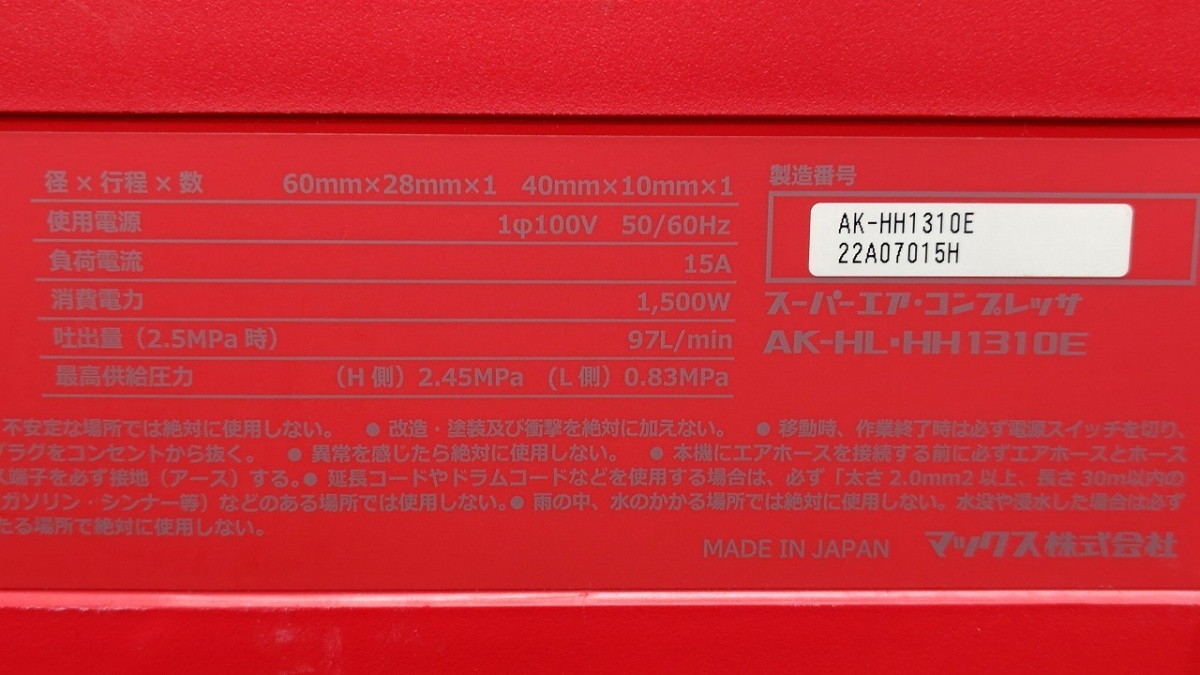 径×行程×数 60mm×28mm×1 40mm×10mm×1
使用電源 1φ100V 50/60Hz
負荷電流 15A
消費電力 1,500W
吐出量（2.5MPa時） 97L/min
最高供給圧力 （H側）2.45MPa （L側）0.83MPa
製造番号
AK-HH1310E
22A07015H
スーパーエア・コンプレッサ
AK-HL・HH1310E
不安定な場所では絶対に使用しない。 ● 改造・塗装及び衝撃を絶対に加えない。 ● 移動時、作業終了時は必ず電源スイッチを切り、
プラグをコンセントから抜く。 ● 異常を感じたら絶対に使用しない。 ● 本機にエアホースを接続する前に必ずエアホースとホース
ス端子を必ず接地（アース）する。● 延長コードやドラムコードなどを使用する場合は、必ず「太さ2.0mm2以上、長さ30m以内の
ガソリン・シンナー等）などのある場所では使用しない。● 雨の中、水のかかる場所では絶対に使用しない。水没や浸水した場合は必ず
たる場所で絶対に使用しない。
MADE IN JAPAN マックス株式会社